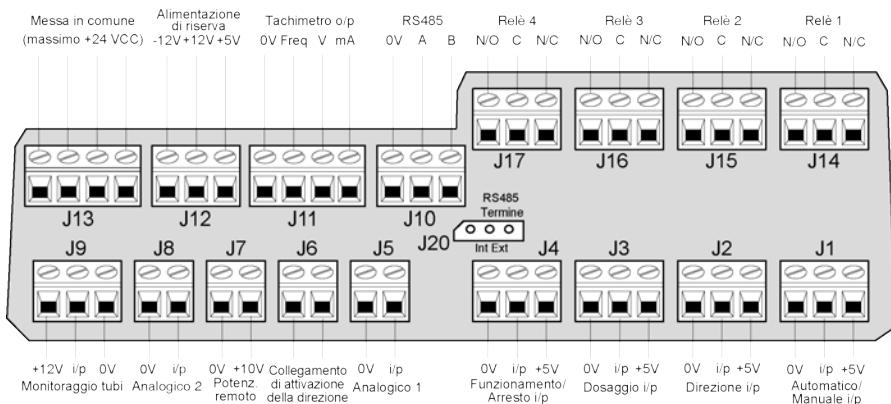 Messa in comune
(massimo +24 VCC)
Alimentazione
di riserva
-12V +12V +5V
Tachimetro o/p
0V Freq V mA
RS485
0V A B
Relè 4
N/O C N/C
Relè 3
N/O C N/C
Relè 2
N/O C N/C
Relè 1
N/O C N/C
J17 J16 J15 J14
J13 J12 J11 J10
RS485
Termine
J20
Int Ext
J9 J8 J7 J6 J5 J4 J3 J2 J1
+12V i/p 0V
Monitoraggio tubi
0V i/p
Analogico 2
0V +10V
Potenz.
remoto
Collegamento
di attivazione
della direzione
0V i/p
Analogico 1
0V i/p +5V
Funzionamento/
Arresto i/p
0V i/p +5V
Dosaggio i/p
0V i/p +5V
Direzione i/p
0V i/p +5V
Automatico/
Manuale i/p